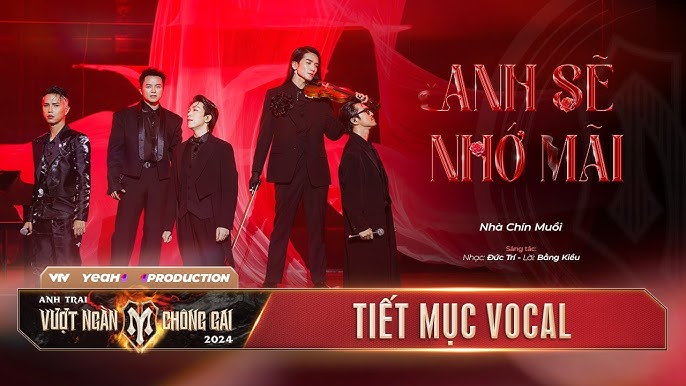 ANH SẼ
NHỚ MÃI
Nhà Chín Muồi
Sáng tác:
Nhạc: Đức Trí - Lời: Bằng Kiều
VTV YeaH1 PRODUCTION
ANH TRAI
VƯỢT NGÀN CHÔNG GAI
2024
TIẾT MỤC VOCAL